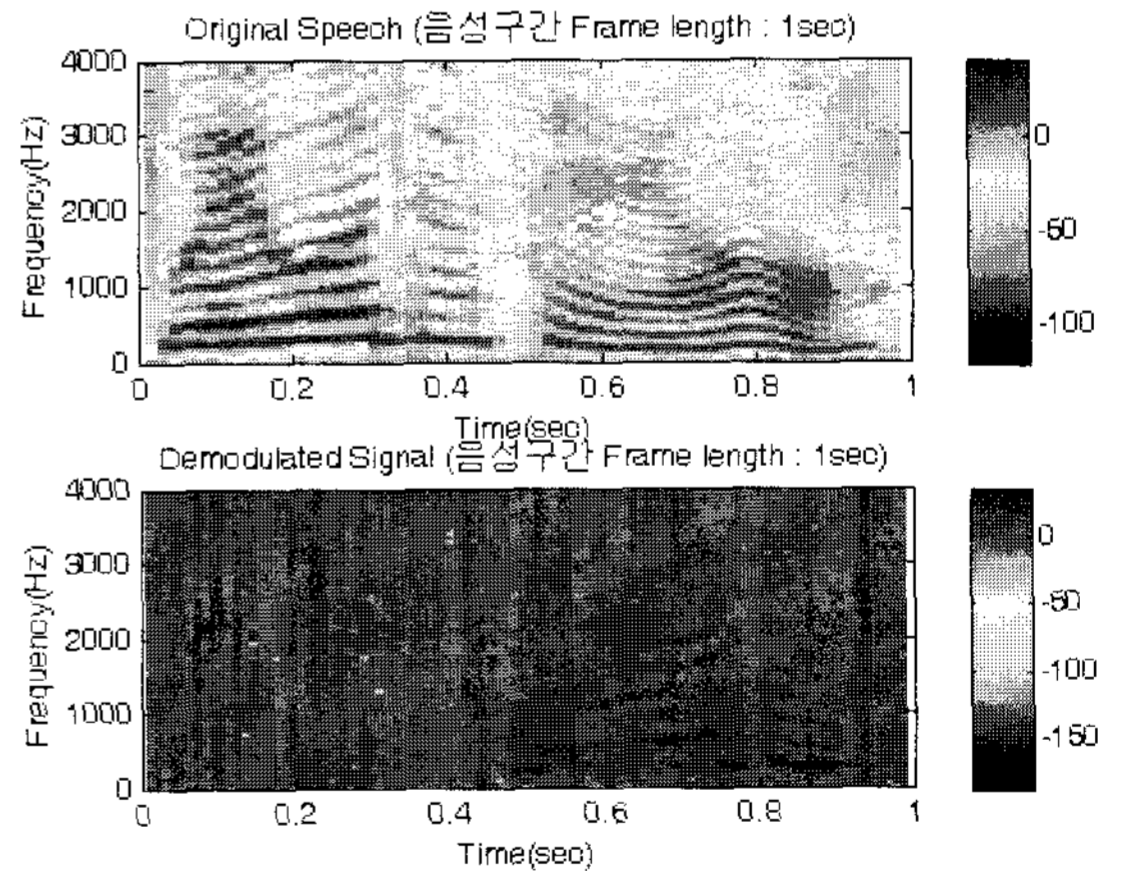 Original Speech (음성구간 Frame length : 1sec)
4000
3000
2000
1000
0
Frequency(Hz)
0 0.2 0.4 0.6 0.8 1
Time(sec)
0
-50
-100
Demodulated Signal (음성구간 Frame length : 1sec)
4000
3000
2000
1000
0
Frequency(Hz)
0 0.2 0.4 0.6 0.8 1
Time(sec)
0
-50
-100
-150